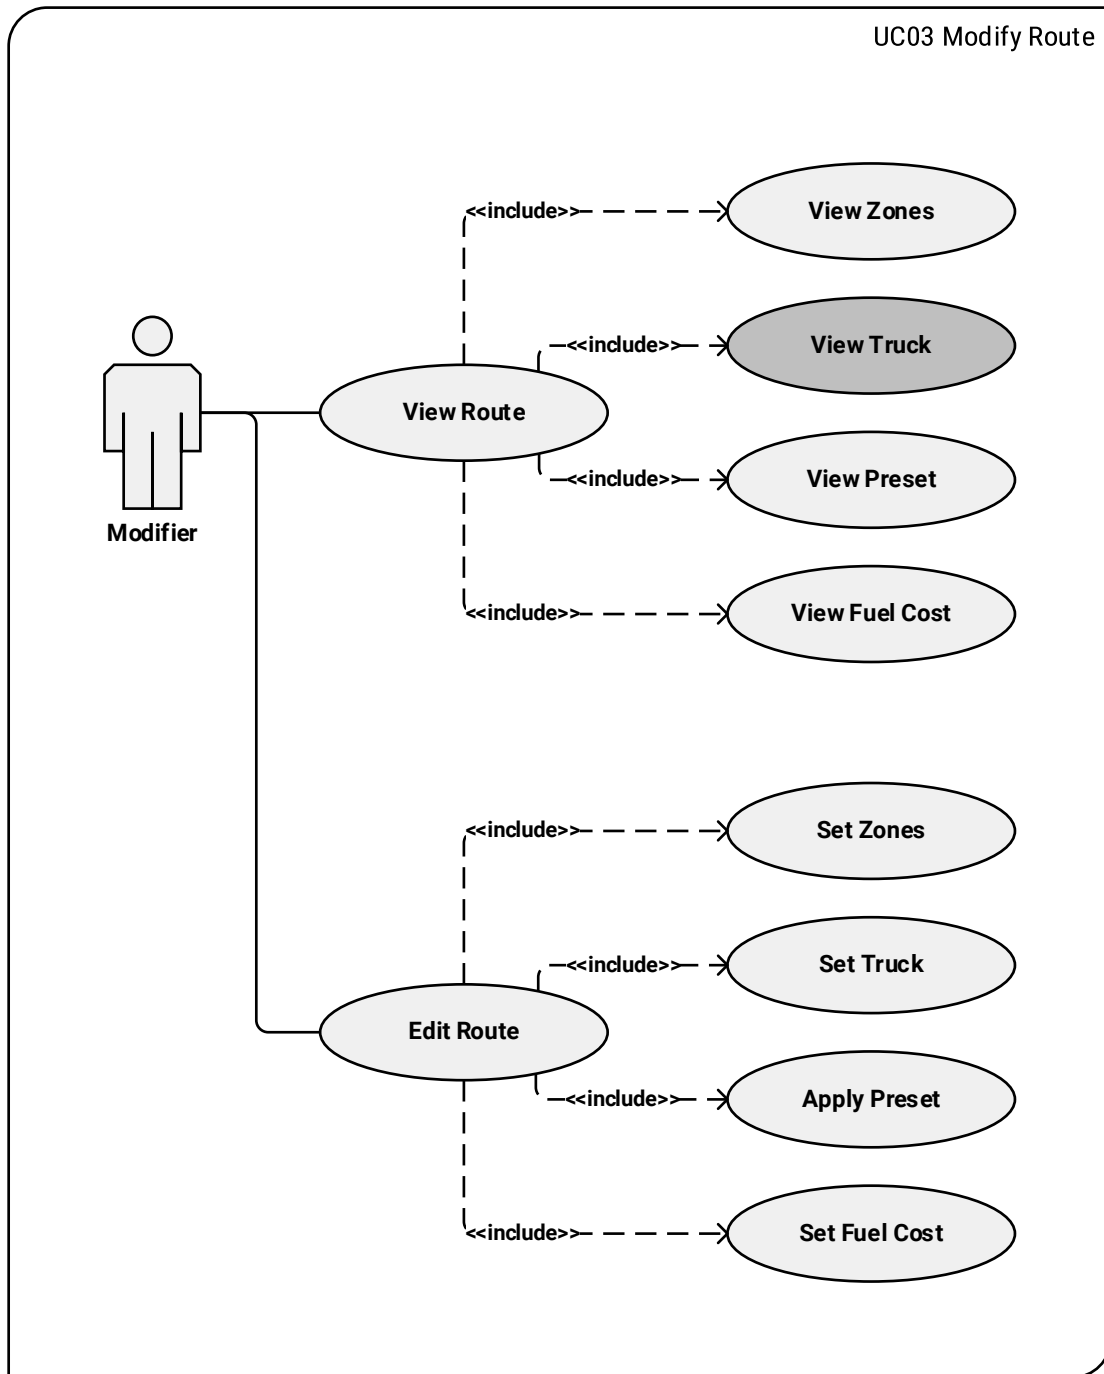 UC03 Modify Route
<<include>>
View Zones
<<include>>
View Truck
View Route
<<include>>
View Preset
Modifier
<<include>>
View Fuel Cost
<<include>>
Set Zones
<<include>>
Set Truck
Edit Route
<<include>>
Apply Preset
<<include>>
Set Fuel Cost